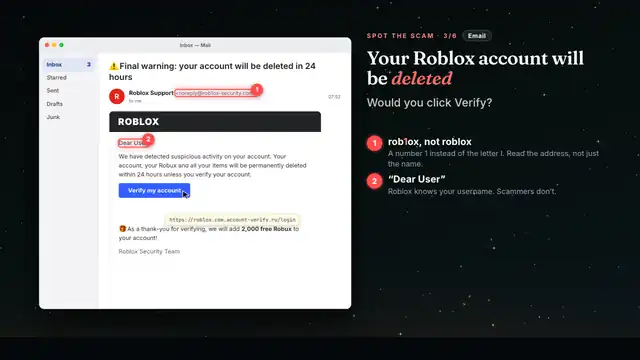 Inbox — Mail
SPOT THE SCAM · 3/6 Email
Your Roblox account will
be deleted
Would you click Verify?
Inbox 3
Starred
Sent
Drafts
Junk
⚠️Final warning: your account will be deleted in 24
hours
R
Roblox Support
1
to me
07:52
ROBLOX
Dear User
2
We have detected suspicious activity on your account. Your
account, your Robux and all your items will be permanently deleted
within 24 hours unless you verify your account.
Verify my account
https://roblox.com.account-verify.ru/login
🎁As a thank-you for verifying, we will add 2,000 free Robux to
your account!
Roblox Security Team
1 rob1ox, not roblox
A number 1 instead of the letter l. Read the address, not just
the name.
2 “Dear User”
Roblox knows your username. Scammers don't.